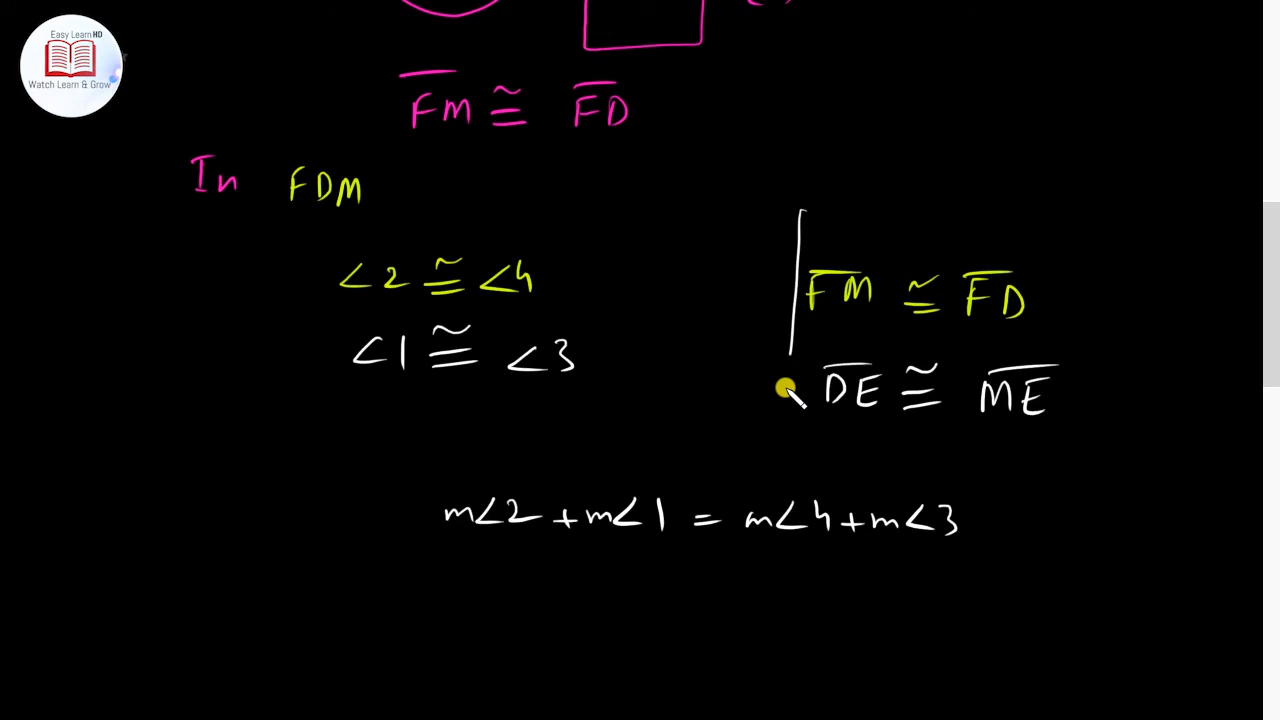 Easy Learn HD
Watch Learn & Grow
FM ≅ FD
In FDM
∠2 ≅ ∠4
FM ≅ FD
∠1 ≅ ∠3
DE ≅ ME
m∠2 + m∠1 = m∠4 + m∠3